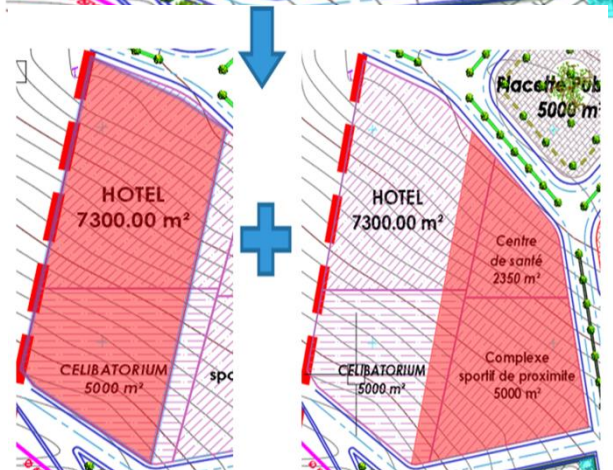 HOTEL
7300.00 m²
CELIBATORIUM
5000 m²
spo
Placette Pub
5000 m²
HOTEL
7300.00 m²
Centre
de santé
2350 m²
CELIBATORIUM
5000 m²
Complexe
sportif de proximite
5000 m²